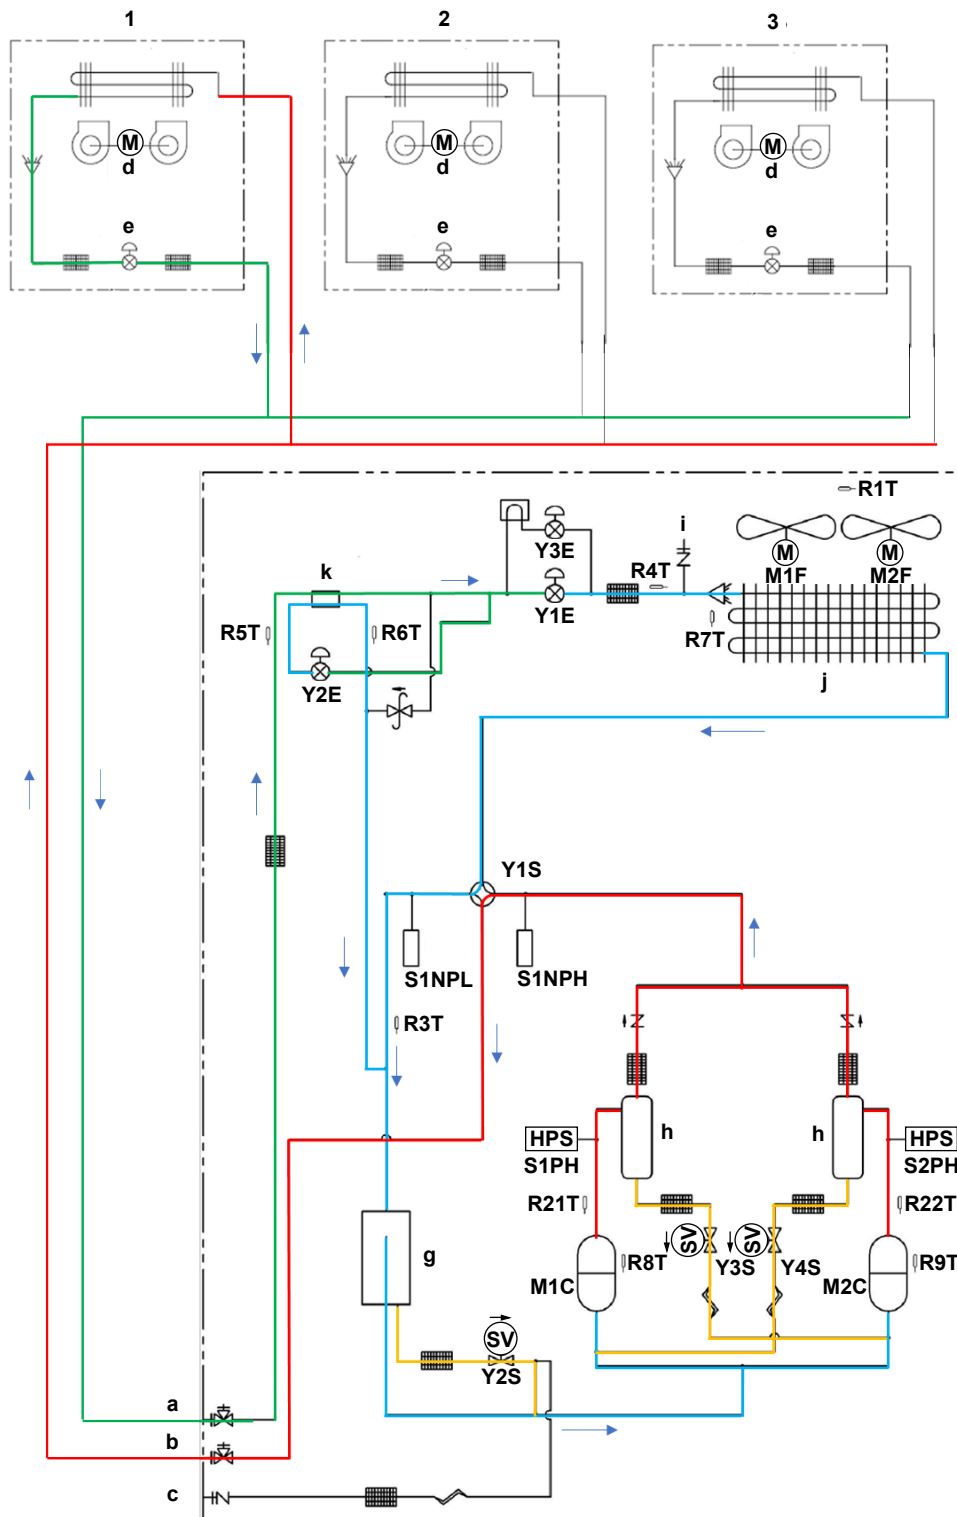 1 2 3
M M M
d d d
e e e
R1T
i
Y3E
M M
k R4T M1F M2F
Y1E
R5T R6T R7T
j
Y2E
Y1S
S1NPL S1NPH
R3T
h h
HPS HPS
S1PH S2PH
R21T R22T
SV SV
g R8T Y3S Y4S R9T
M1C M2C
SV
Y2S
a
b
c